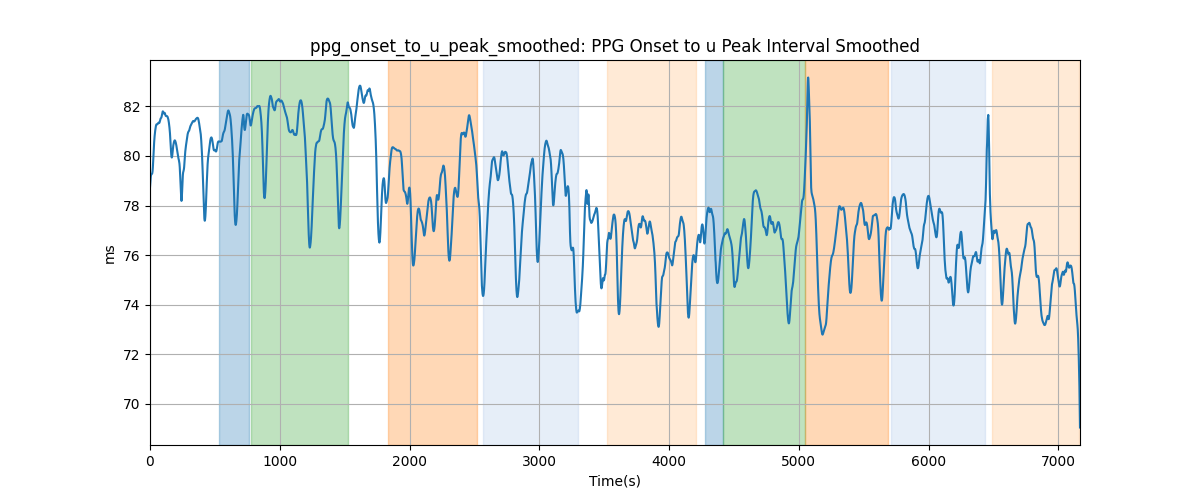 ppg_onset_to_u_peak_smoothed: PPG Onset to u Peak Interval Smoothed
82
80
78
76
74
72
70
ms
0 1000 2000 3000 4000 5000 6000 7000
Time(s)